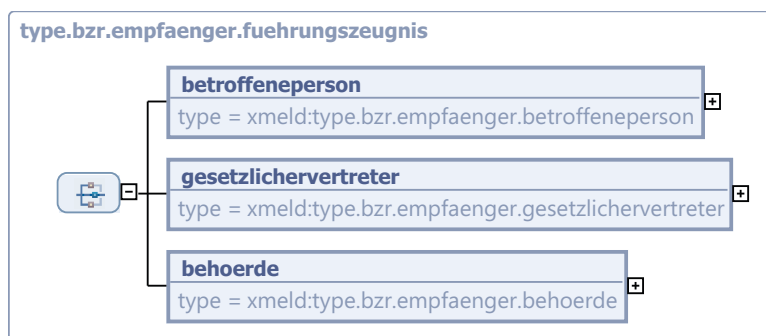 type.bzr.empfaenger.fuehrungszeugnis
betroffeneperson
type = xmeld:type.bzr.empfaenger.betroffeneperson
gesetzlichervertreter
type = xmeld:type.bzr.empfaenger.gesetzlichervertreter
behoerde
type = xmeld:type.bzr.empfaenger.behoerde